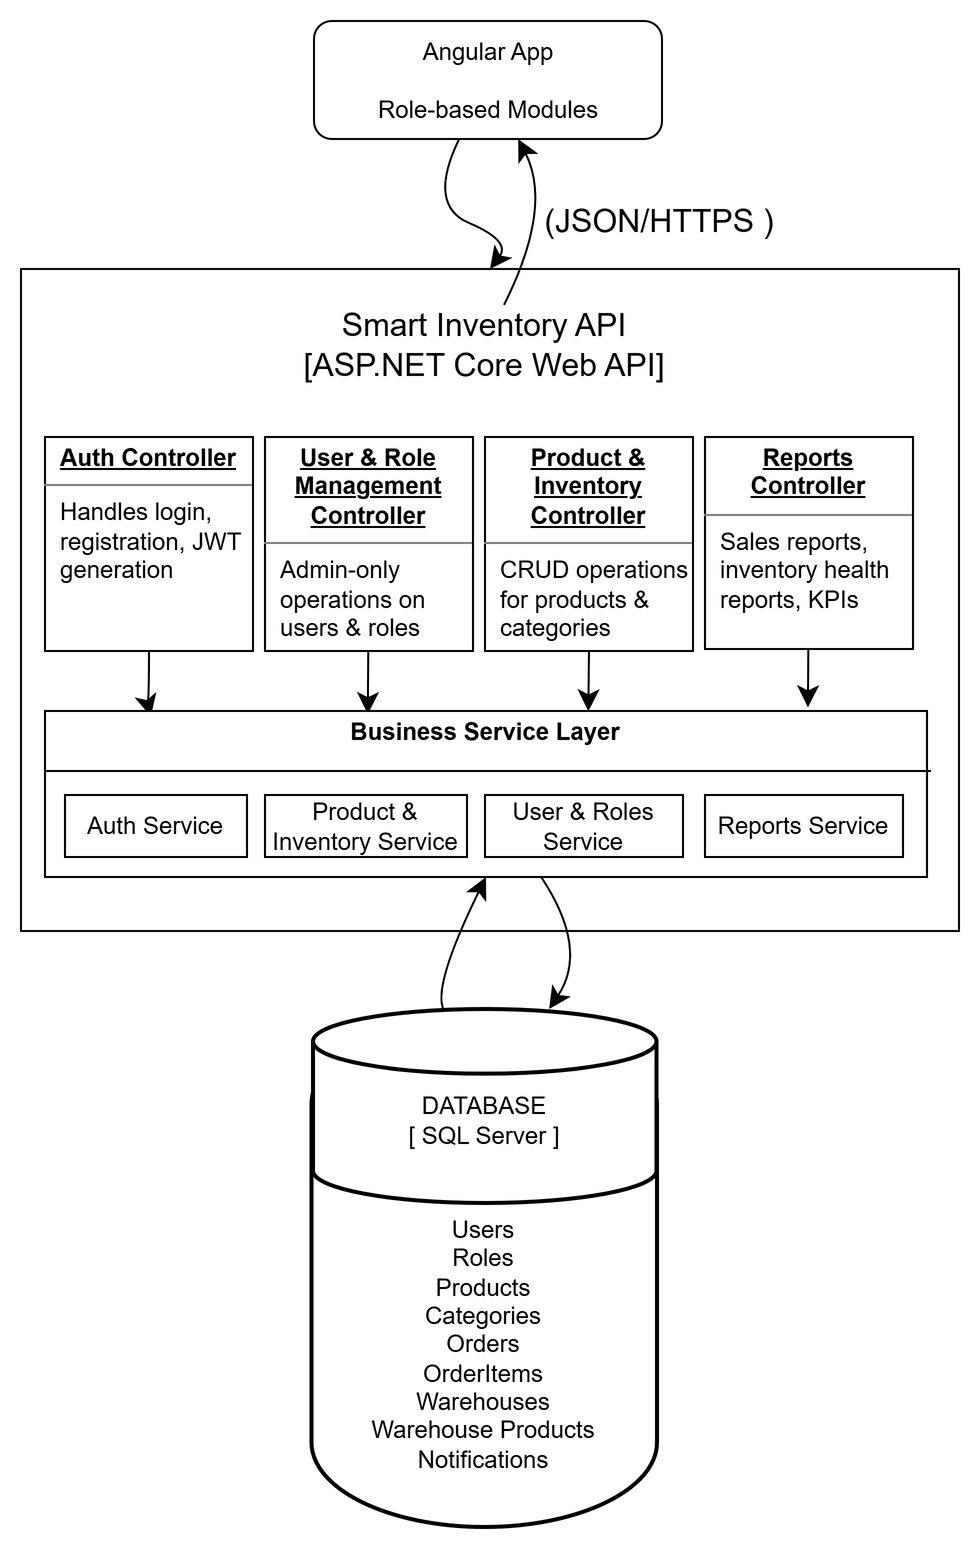 Angular App
Role-based Modules
(JSON/HTTPS )
Smart Inventory API
[ASP.NET Core Web API]
Auth Controller
Handles login,
registration, JWT
generation
User & Role
Management
Controller
Admin-only
operations on
users & roles
Product &
Inventory
Controller
CRUD operations
for products &
categories
Reports
Controller
Sales reports,
inventory health
reports, KPIs
Business Service Layer
Auth Service
Product &
Inventory Service
User & Roles
Service
Reports Service
DATABASE
[ SQL Server ]
Users
Roles
Products
Categories
Orders
OrderItems
Warehouses
Warehouse Products
Notifications